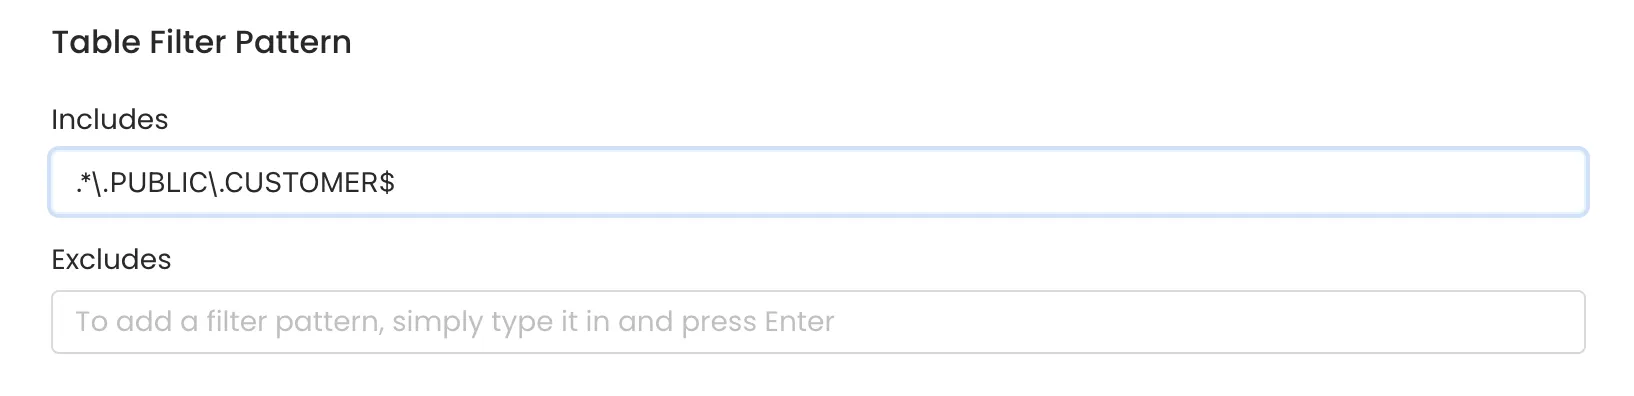 Table Filter Pattern
Includes
.*\.PUBLIC\.CUSTOMER$
Excludes
To add a filter pattern, simply type it in and press Enter